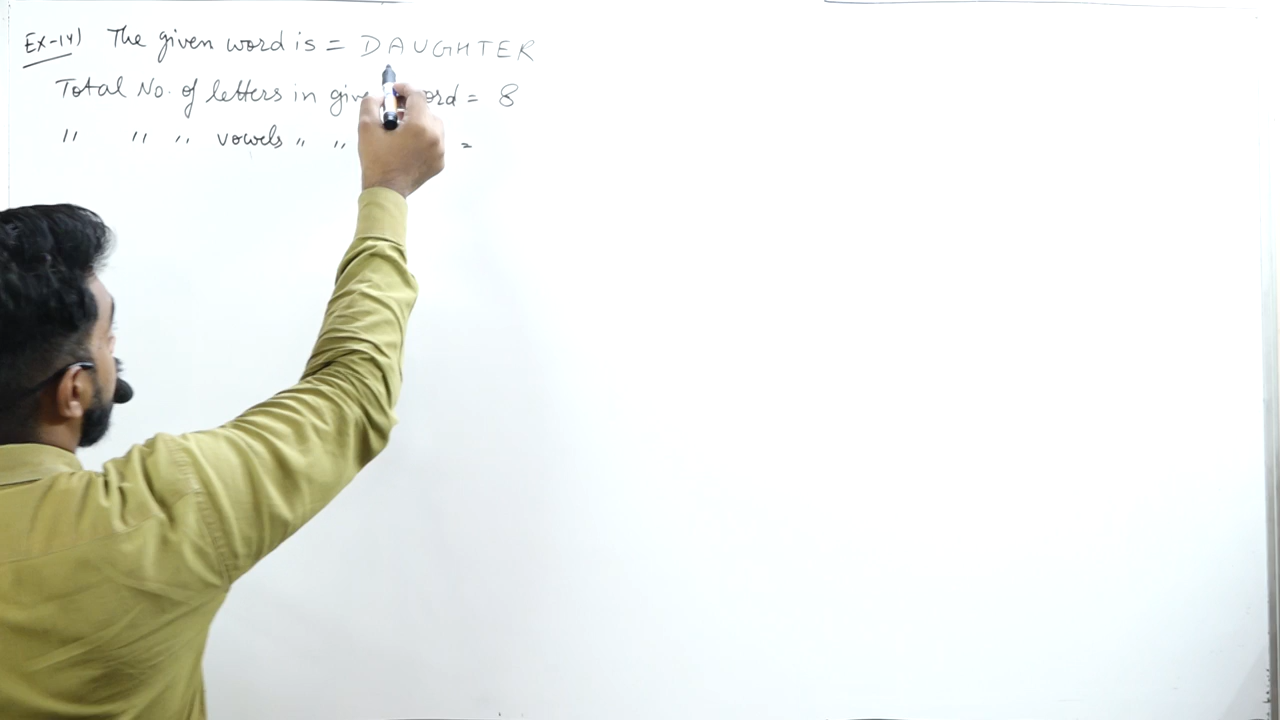 Ex-14) The given word is = DAUGHTER
Total No. of letters in given word = 8
" " " vowels " " =